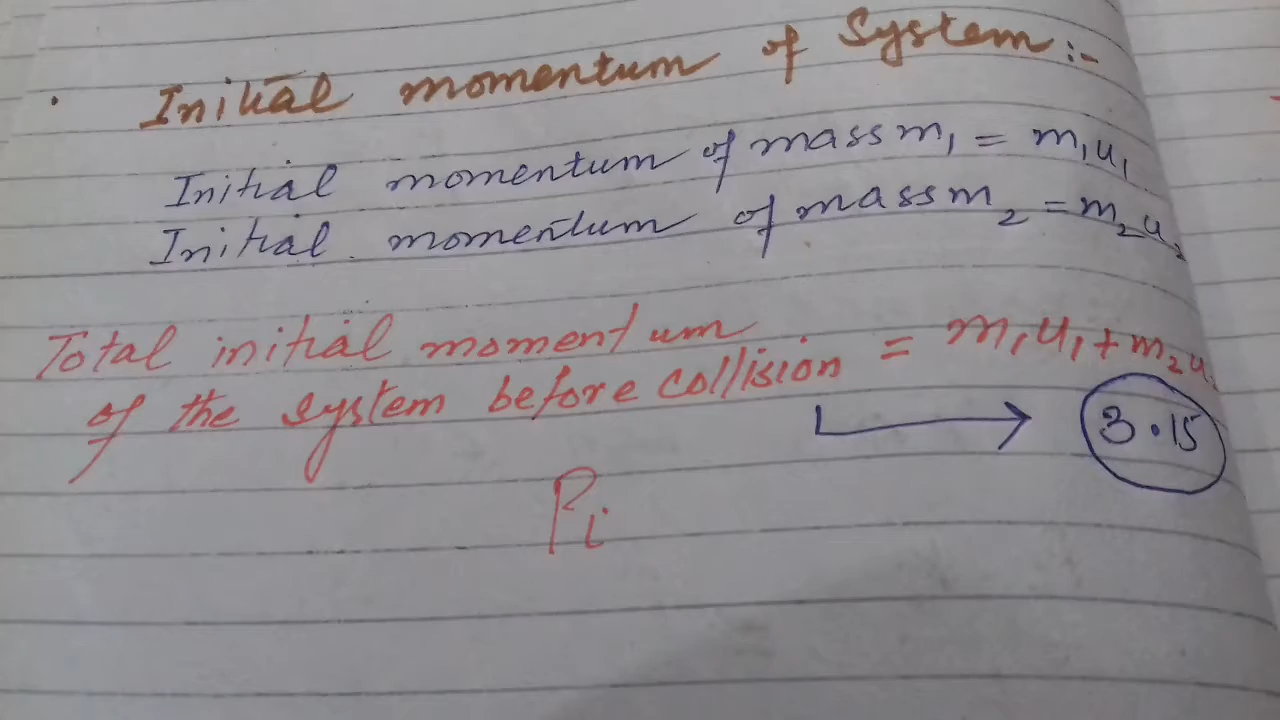 . Initial momentum of System :-
Initial momentum of mass m₁ = m₁u₁
Initial momentum of mass m₂ = m₂u₂
Total initial momentum
of the system before collision = m₁u₁ + m₂u
3.15
Pi